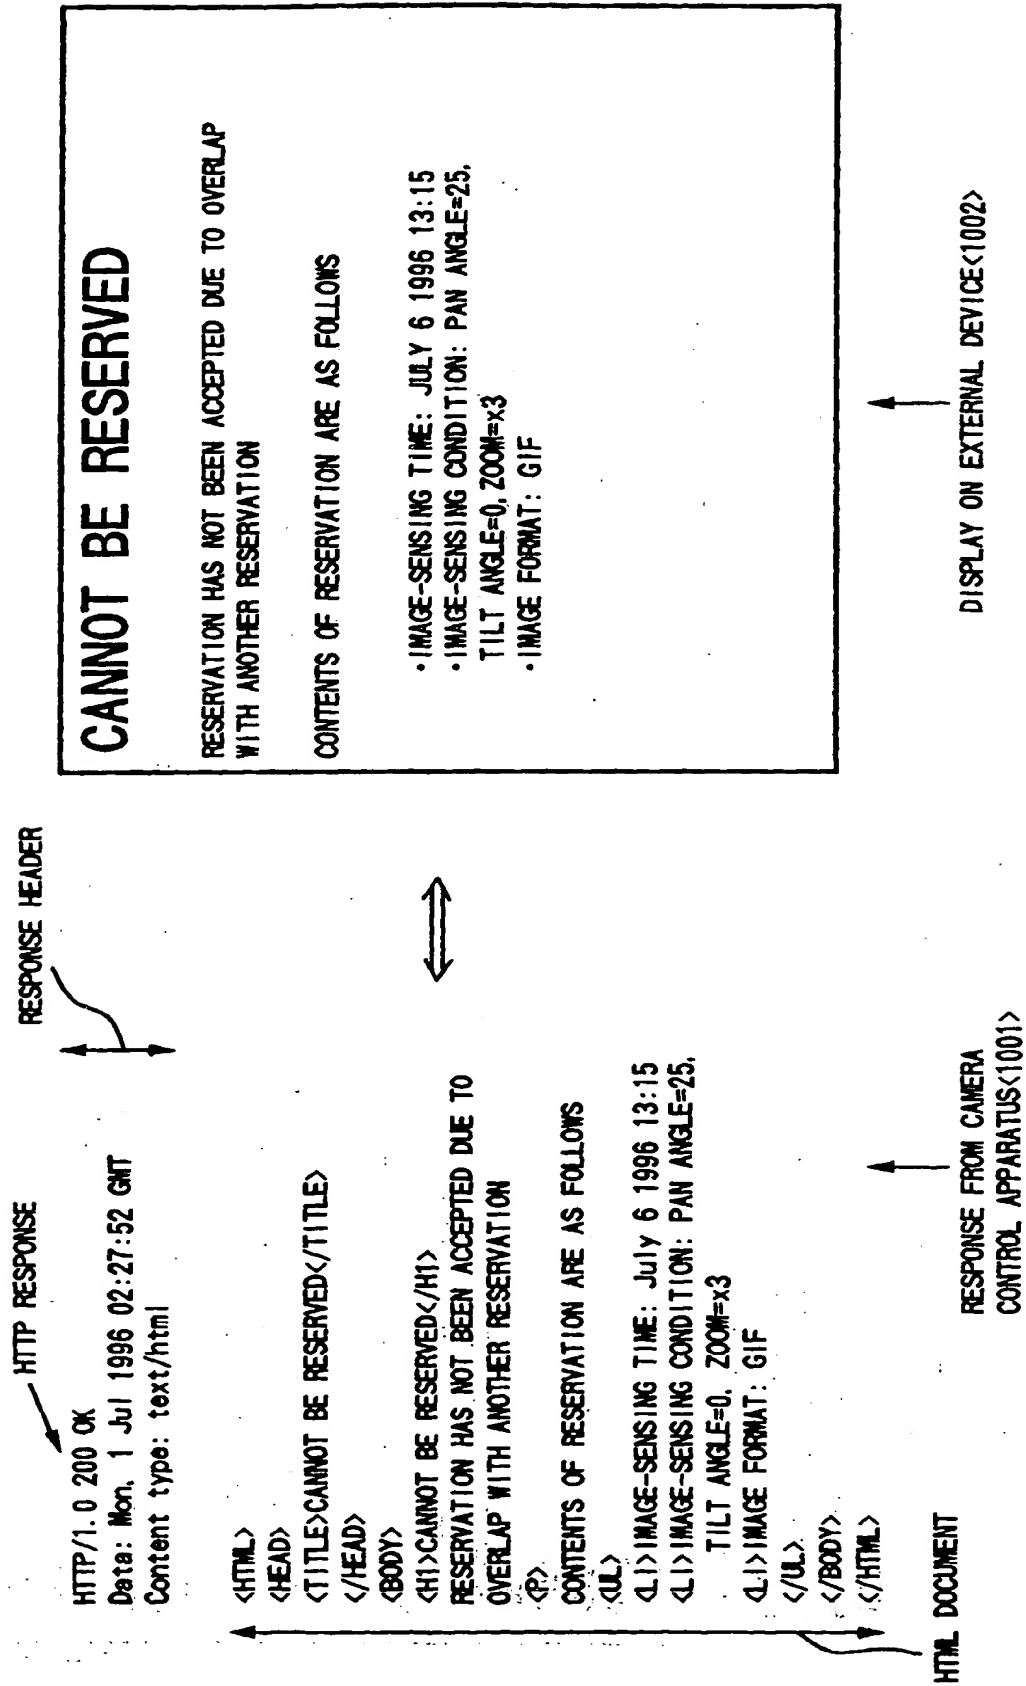 HTTP RESPONSE
RESPONSE HEADER
HTTP/1.0 200 OK
Data: Mon, 1 Jul 1996 02:27:52 GMT
Content type: text/html
<HTML>
<HEAD>
<TITLE>CANNOT BE RESERVED</TITLE>
</HEAD>
<BODY>
<H1>CANNOT BE RESERVED</H1>
RESERVATION HAS NOT BEEN ACCEPTED DUE TO
OVERLAP WITH ANOTHER RESERVATION
<P>
CONTENTS OF RESERVATION ARE AS FOLLOWS
<UL>
<LI>IMAGE-SENSING TIME: July 6 1996 13:15
<LI>IMAGE-SENSING CONDITION: PAN ANGLE=25,
TILT ANGLE=0, ZOOM=x3
<LI>IMAGE FORMAT: GIF
</UL>
</BODY>
</HTML>
HTML DOCUMENT
RESPONSE FROM CAMERA
CONTROL APPARATUS<1001>
CANNOT BE RESERVED
RESERVATION HAS NOT BEEN ACCEPTED DUE TO OVERLAP
WITH ANOTHER RESERVATION
CONTENTS OF RESERVATION ARE AS FOLLOWS
·IMAGE-SENSING TIME: JULY 6 1996 13:15
·IMAGE-SENSING CONDITION: PAN ANGLE=25,
TILT ANGLE=0, ZOOM=x3
·IMAGE FORMAT: GIF
DISPLAY ON EXTERNAL DEVICE<1002>